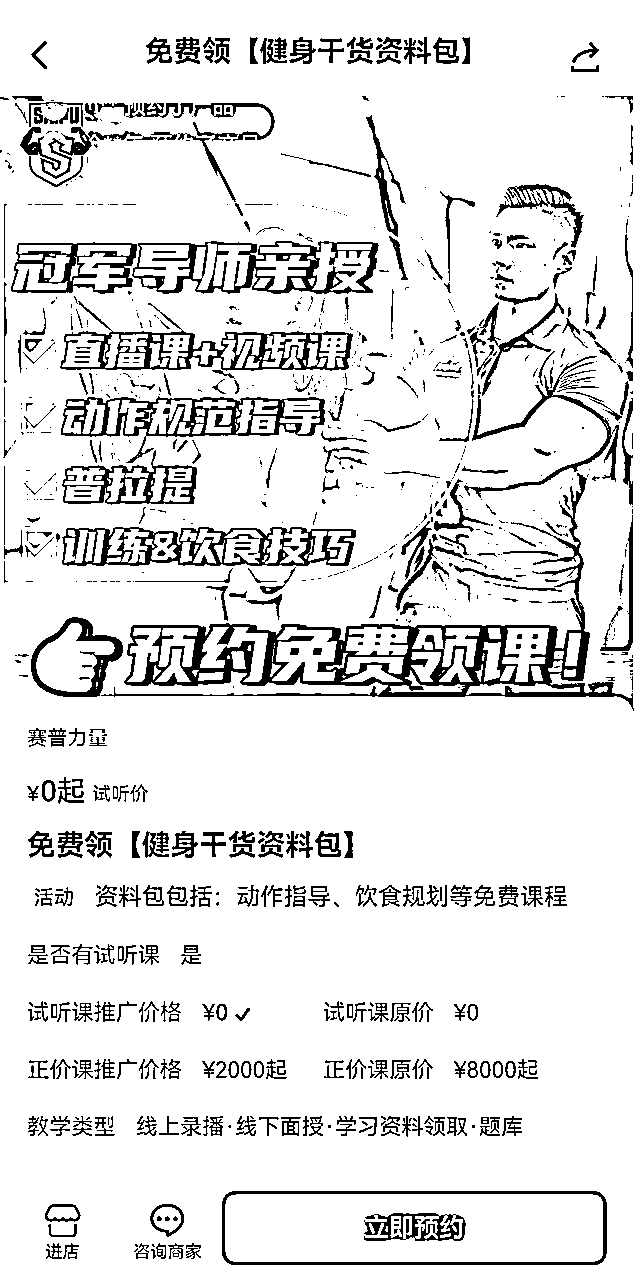 免费领【健身干货资料包】
冠军导师亲授
直播课+视频课
动作规范指导
普拉提
训练&饮食技巧
预约免费领课!
赛普力量
¥0起 试听价
免费领【健身干货资料包】
活动 资料包包括：动作指导、饮食规划等免费课程
是否有试听课 是
试听课推广价格 ¥0 试听课原价 ¥0
正价课推广价格 ¥2000起 正价课原价 ¥8000起
教学类型 线上录播·线下面授·学习资料领取·题库
进店 咨询商家 立即预约